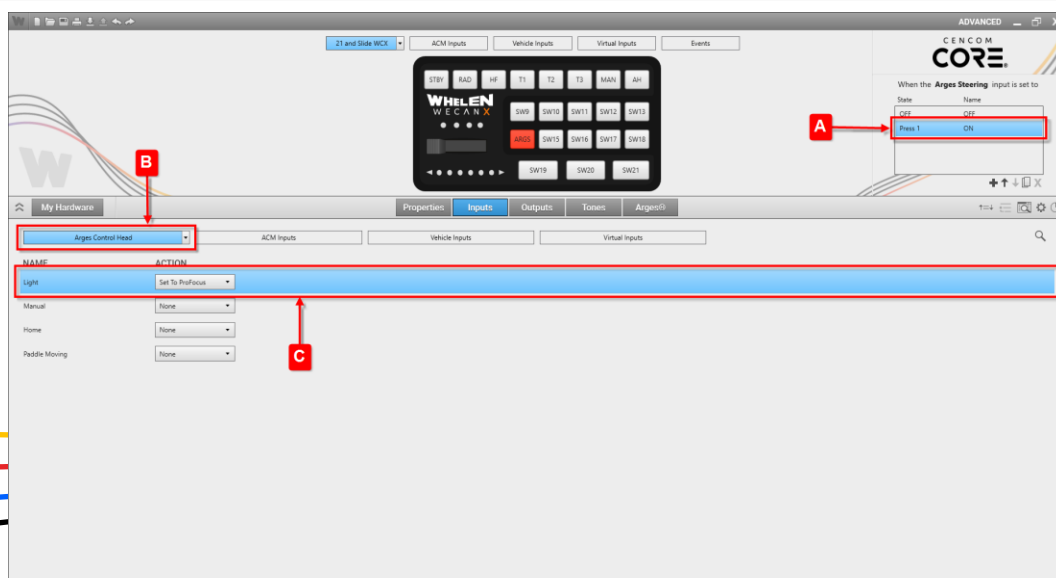 ADVANCED
21 and Slide WCX
ACM Inputs
Vehicle Inputs
Virtual Inputs
Events
CENCOM
CORE®
When the Arges Steering input is set to
State Name
OFF OFF
Press 1 ON
A
STBY RAD HF T1 T2 T3 MAN AH
WHELEN
WECANX
SW9 SW10 SW11 SW12 SW13
ARGS SW15 SW16 SW17 SW18
SW19 SW20 SW21
W
B
My Hardware
Properties Inputs Outputs Tones Arges®
Arges Control Head ACM Inputs Vehicle Inputs Virtual Inputs
NAME ACTION
Light Set To ProFocus
Manual None
Home None
Paddle Moving None
C